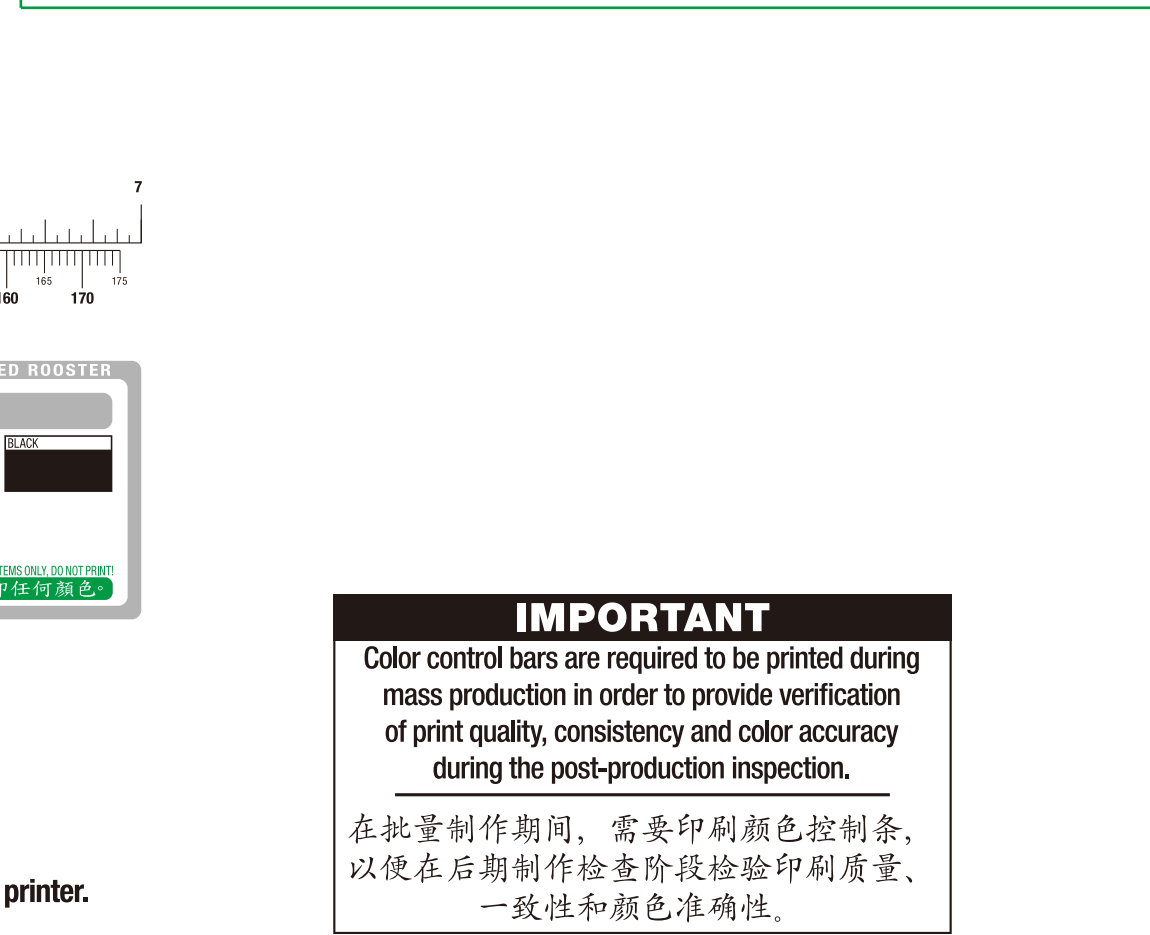 7
165 175
160 170
ED ROOSTER
BLACK
TEMS ONLY, DO NOT PRINT!
印任何顏色。
IMPORTANT
Color control bars are required to be printed during
mass production in order to provide verification
of print quality, consistency and color accuracy
during the post-production inspection.
在批量制作期间，需要印刷颜色控制条，
以便在后期制作检查阶段检验印刷质量、
一致性和颜色准确性。
printer.